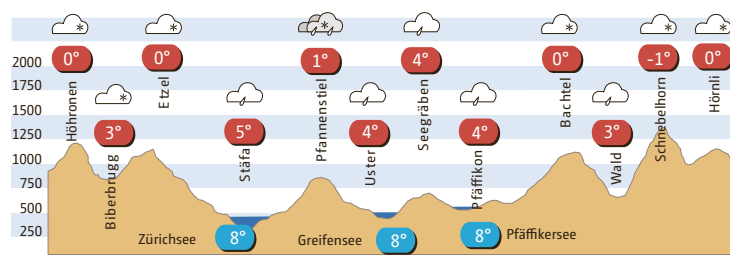 0° 0° 1° 4° 0° -1° 0°
2000
1750
1500
1250
1000
750
500
250
3° 5° 4° 4° 3°
Höhronen
Biberbrugg
Etzel
Stäfa
Pfannenstiel
Uster
Seegräben
Pfäffikon
Bachtel
Wald
Schnebelhorn
Hörnli
Zürichsee 8° Greifensee 8° 8° Pfäffikersee